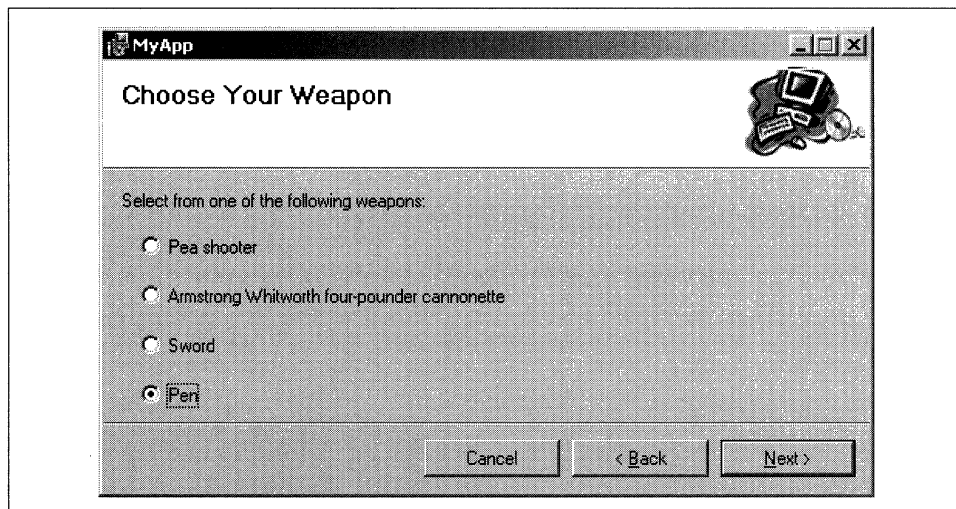 MyApp
Choose Your Weapon
Select from one of the following weapons:
Pea shooter
Armstrong Whitworth four-pounder cannonette
Sword
Pen
Cancel
< Back
Next >